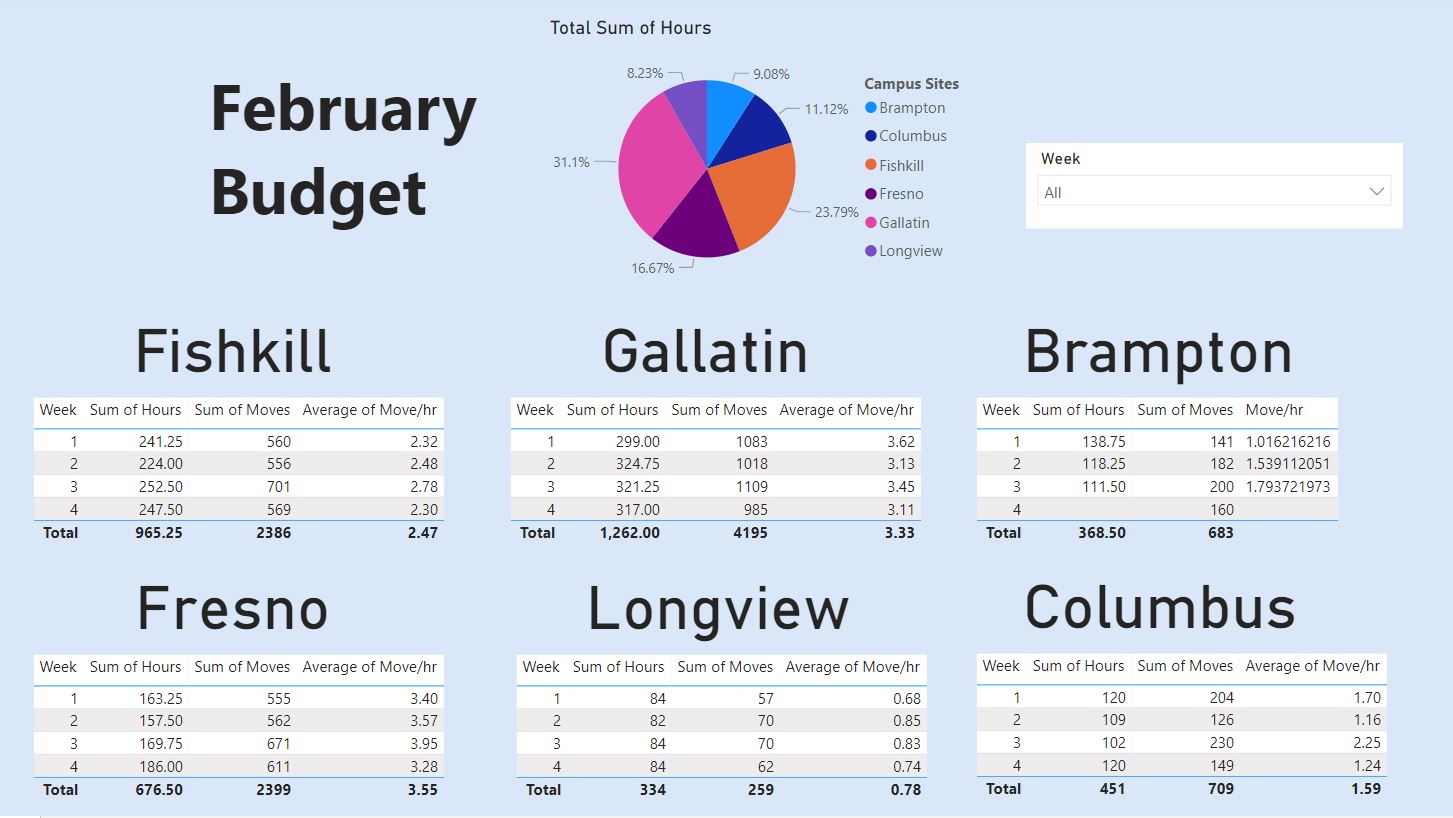 Total Sum of Hours
February
Budget
8.23%
9.08%
11.12%
31.1%
23.79%
16.67%
Campus Sites
Brampton
Columbus
Fishkill
Fresno
Gallatin
Longview
Week
All
Fishkill
Week Sum of Hours Sum of Moves Average of Move/hr
1 241.25 560 2.32
2 224.00 556 2.48
3 252.50 701 2.78
4 247.50 569 2.30
Total 965.25 2386 2.47
Gallatin
Week Sum of Hours Sum of Moves Average of Move/hr
1 299.00 1083 3.62
2 324.75 1018 3.13
3 321.25 1109 3.45
4 317.00 985 3.11
Total 1,262.00 4195 3.33
Brampton
Week Sum of Hours Sum of Moves Move/hr
1 138.75 141 1.016216216
2 118.25 182 1.539112051
3 111.50 200 1.793721973
4 160
Total 368.50 683
Fresno
Week Sum of Hours Sum of Moves Average of Move/hr
1 163.25 555 3.40
2 157.50 562 3.57
3 169.75 671 3.95
4 186.00 611 3.28
Total 676.50 2399 3.55
Longview
Week Sum of Hours Sum of Moves Average of Move/hr
1 84 57 0.68
2 82 70 0.85
3 84 70 0.83
4 84 62 0.74
Total 334 259 0.78
Columbus
Week Sum of Hours Sum of Moves Average of Move/hr
1 120 204 1.70
2 109 126 1.16
3 102 230 2.25
4 120 149 1.24
Total 451 709 1.59